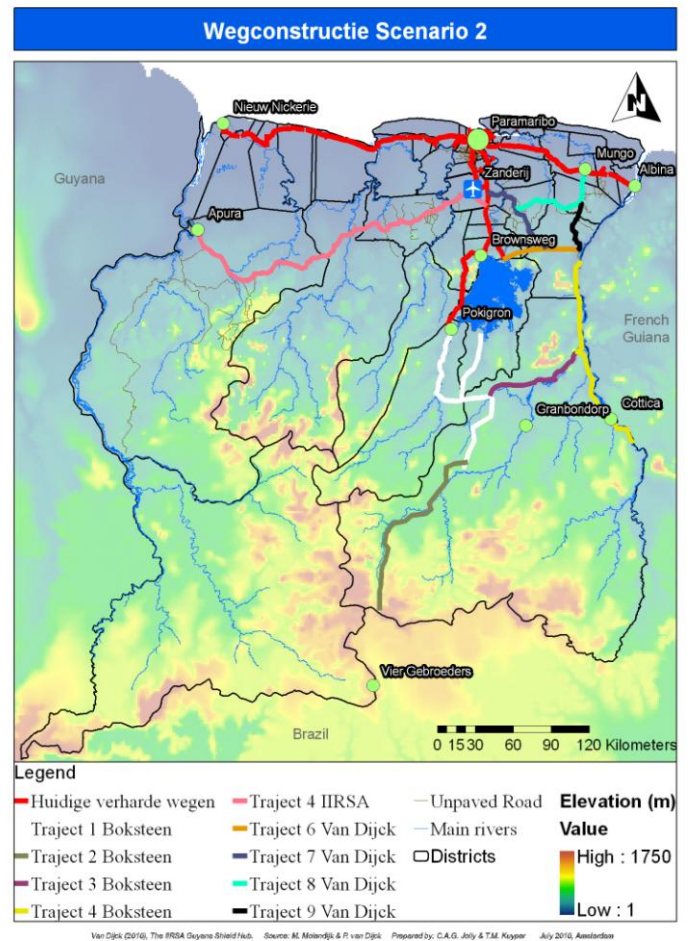 Wegconstructie Scenario 2
N
Nieuw Nickerie
Paramaribo
Mungo
Albina
Zanderij
Guyana
Apura
Brownsweg
Pokigron
French
Guiana
Granboridorp
Cottica
Vier Gebroeders
Brazil
0 15 30 60 90 120 Kilometers
Legend
Huidige verharde wegen
Traject 1 Boksteen
Traject 2 Boksteen
Traject 3 Boksteen
Traject 4 Boksteen
Traject 4 IIRSA
Traject 6 Van Dijck
Traject 7 Van Dijck
Traject 8 Van Dijck
Traject 9 Van Dijck
Unpaved Road
Main rivers
Districts
Elevation (m)
Value
High : 1750
Low : 1
Van Dijck (2010), The IIRSA Guyana Shield Hub. Source: M. Molendijk & P. van Dijck Prepared by: C.A.G. Jolly & T.M. Kuyper July 2010, Amsterdam